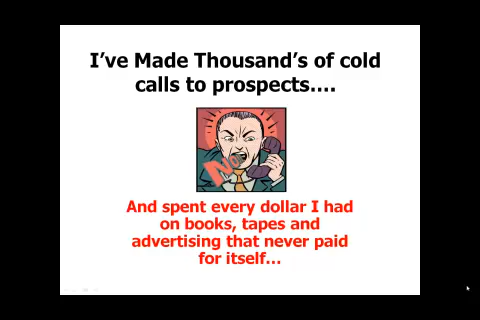 I've Made Thousand's of cold
calls to prospects....
No!
And spent every dollar I had
on books, tapes and
advertising that never paid
for itself...